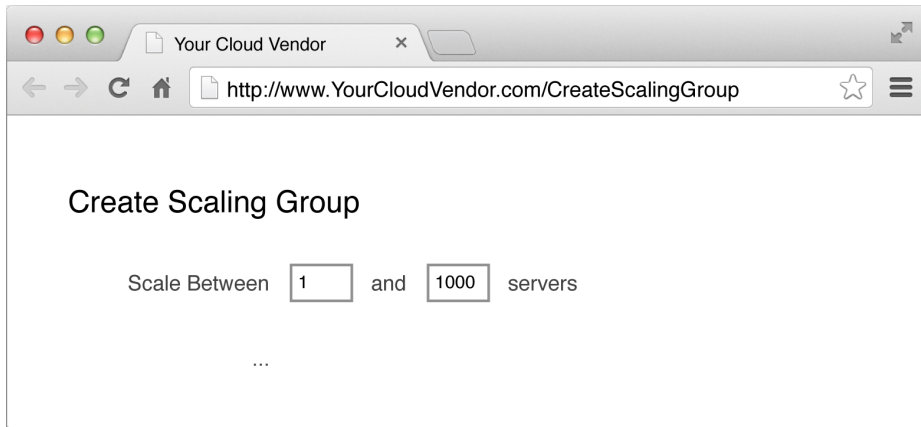 Your Cloud Vendor
http://www.YourCloudVendor.com/CreateScalingGroup
Create Scaling Group
Scale Between 1 and 1000 servers
...